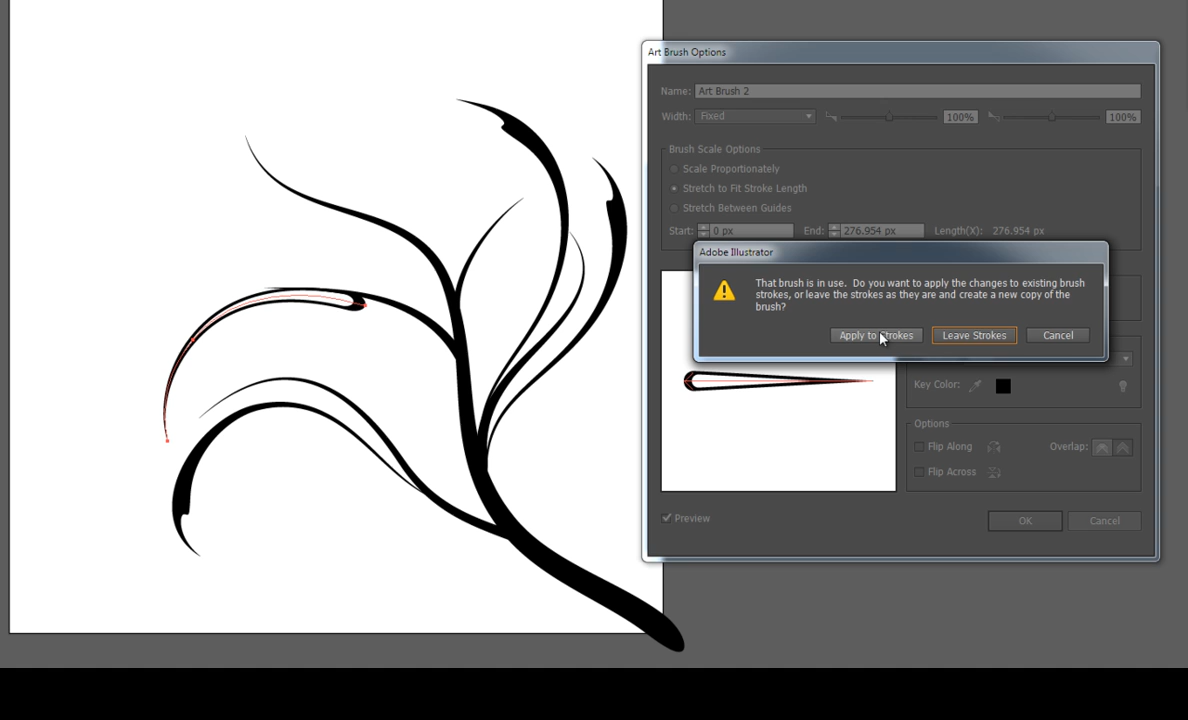 Art Brush Options
Name: Art Brush 2
Width: Fixed 100% 100%
Brush Scale Options
Scale Proportionately
Stretch to Fit Stroke Length
Stretch Between Guides
Start: 0 px End: 276.954 px Length(X): 276.954 px
Adobe Illustrator
That brush is in use. Do you want to apply the changes to existing brush
strokes, or leave the strokes as they are and create a new copy of the
brush?
Apply to Strokes Leave Strokes Cancel
Key Color:
Options
Flip Along Overlap:
Flip Across
Preview OK Cancel